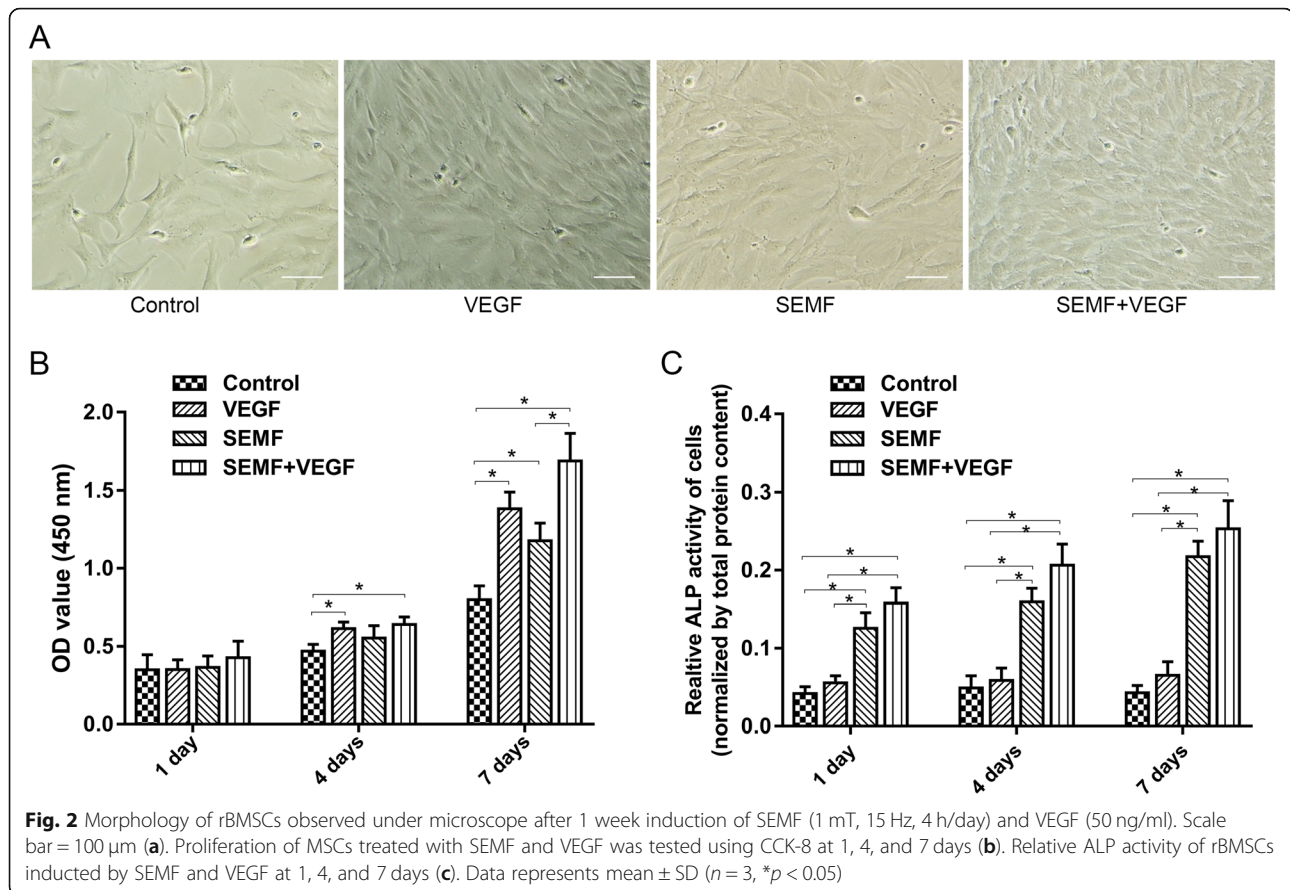 A
Control
VEGF
SEMF
SEMF+VEGF
B
Control
VEGF
SEMF
SEMF+VEGF
OD value (450 nm)
2.0
1.5
1.0
0.5
0.0
*
*
*
*
*
*
1 day
4 days
7 days
C
Control
VEGF
SEMF
SEMF+VEGF
Realtive ALP activity of cells
(normalized by total protein content)
0.4
0.3
0.2
0.1
0.0
*
*
*
*
*
*
*
*
*
*
*
*
1 day
4 days
7 days
Fig. 2 Morphology of rBMSCs observed under microscope after 1 week induction of SEMF (1 mT, 15 Hz, 4 h/day) and VEGF (50 ng/ml). Scale
bar = 100 μm (a). Proliferation of MSCs treated with SEMF and VEGF was tested using CCK-8 at 1, 4, and 7 days (b). Relative ALP activity of rBMSCs
inducted by SEMF and VEGF at 1, 4, and 7 days (c). Data represents mean ± SD (n = 3, *p < 0.05)